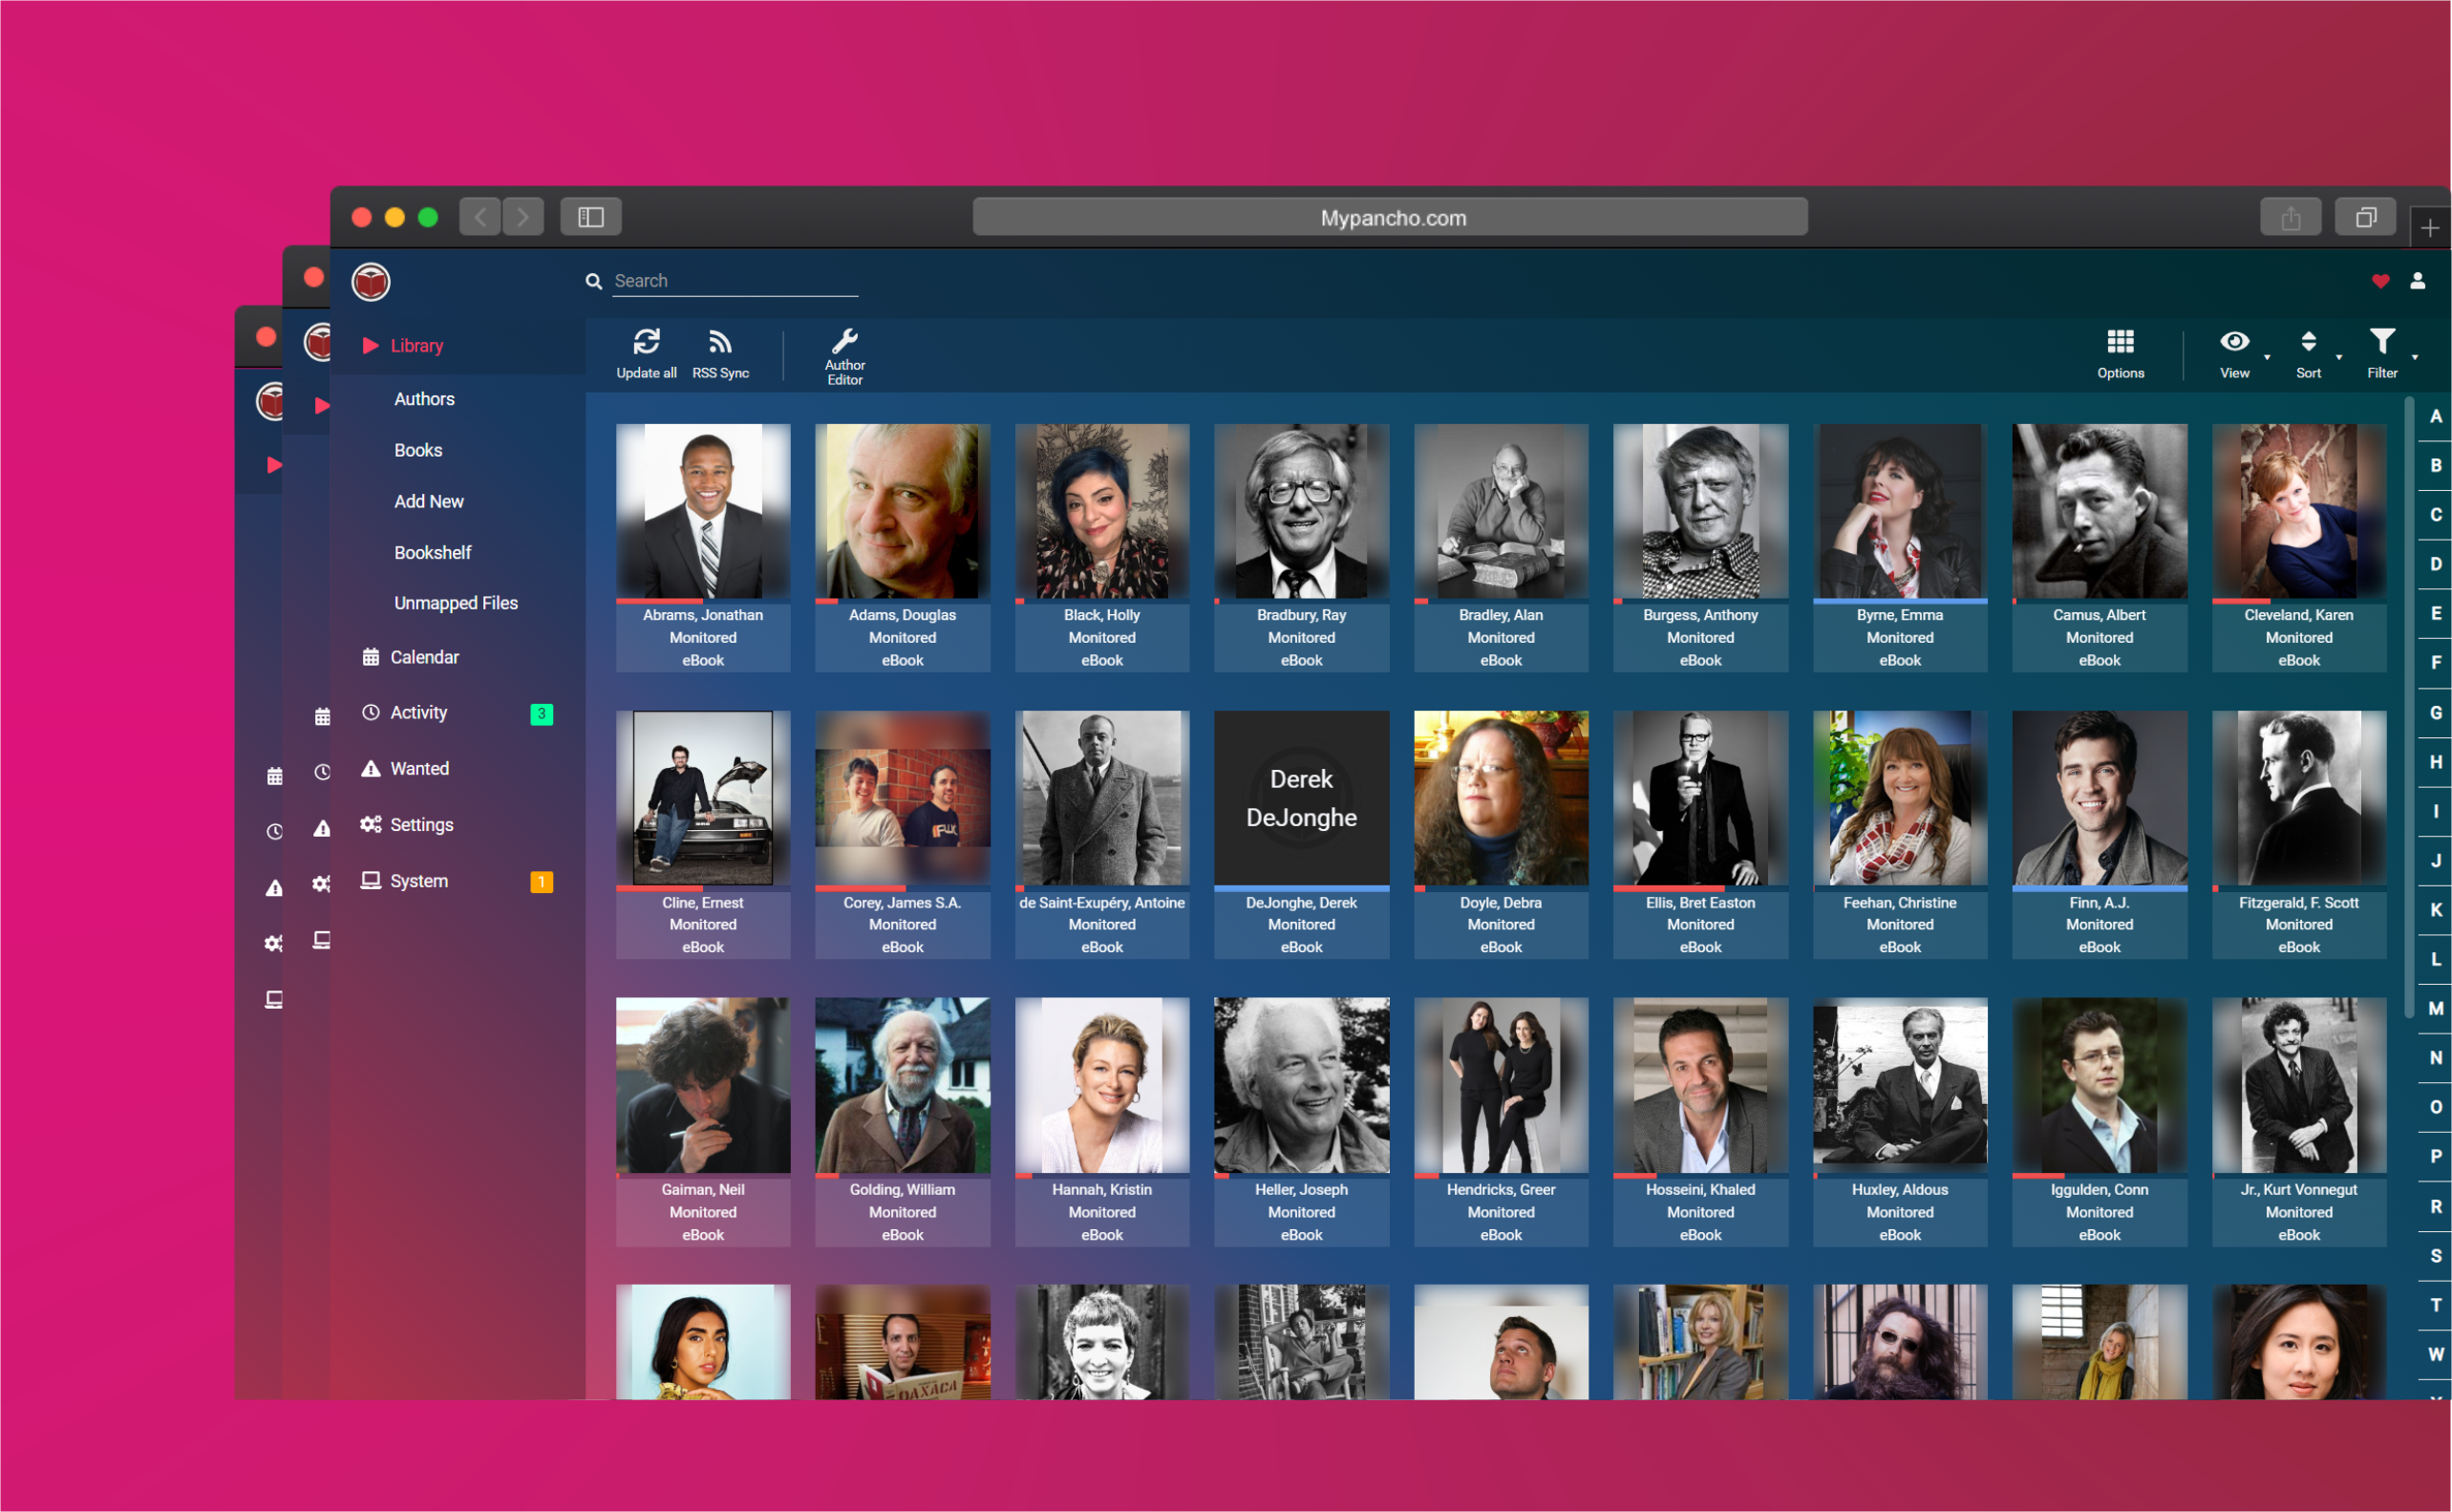 Mypancho.com
Search
Library
Update all
RSS Sync
Author
Editor
Options
View
Sort
Filter
Authors
Books
Add New
Bookshelf
Unmapped Files
Calendar
Activity
3
Wanted
Settings
System
1
Abrams, Jonathan
Monitored
eBook
Adams, Douglas
Monitored
eBook
Black, Holly
Monitored
eBook
Bradbury, Ray
Monitored
eBook
Bradley, Alan
Monitored
eBook
Burgess, Anthony
Monitored
eBook
Byrne, Emma
Monitored
eBook
Camus, Albert
Monitored
eBook
Cleveland, Karen
Monitored
eBook
Cline, Ernest
Monitored
eBook
Corey, James S.A.
Monitored
eBook
de Saint-Exupéry, Antoine
Monitored
eBook
Derek
DeJonghe
DeJonghe, Derek
Monitored
eBook
Doyle, Debra
Monitored
eBook
Ellis, Bret Easton
Monitored
eBook
Feehan, Christine
Monitored
eBook
Finn, A.J.
Monitored
eBook
Fitzgerald, F. Scott
Monitored
eBook
Gaiman, Neil
Monitored
eBook
Golding, William
Monitored
eBook
Hannah, Kristin
Monitored
eBook
Heller, Joseph
Monitored
eBook
Hendricks, Greer
Monitored
eBook
Hosseini, Khaled
Monitored
eBook
Huxley, Aldous
Monitored
eBook
Iggulden, Conn
Monitored
eBook
Jr., Kurt Vonnegut
Monitored
eBook
OAXACA
A
B
C
D
E
F
G
H
I
J
K
L
M
N
O
P
R
S
T
W